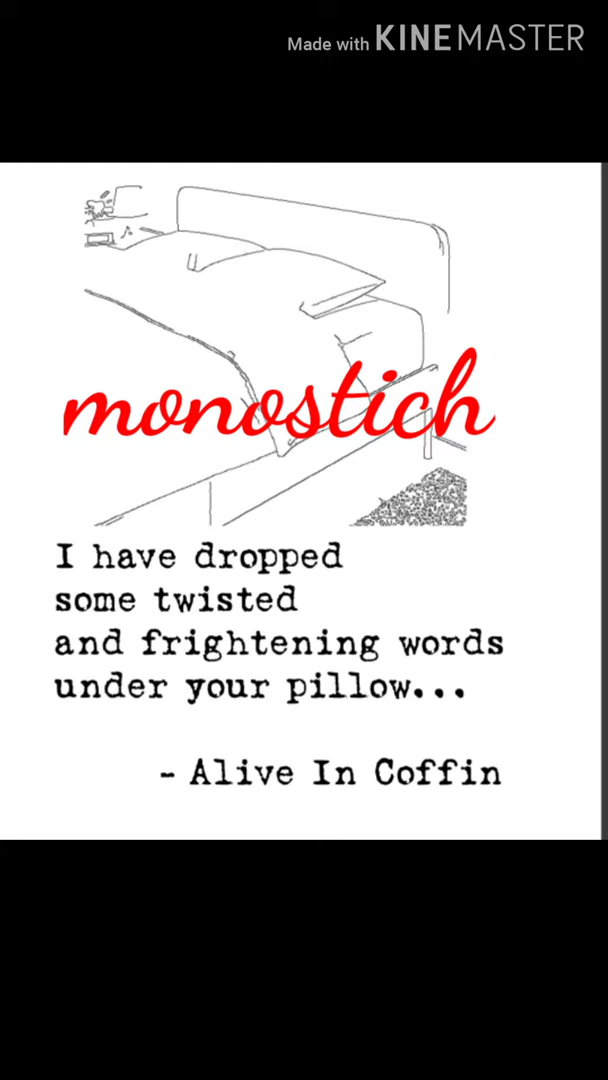 Made with KINEMASTER
monostich
I have dropped
some twisted
and frightening words
under your pillow...
- Alive In Coffin